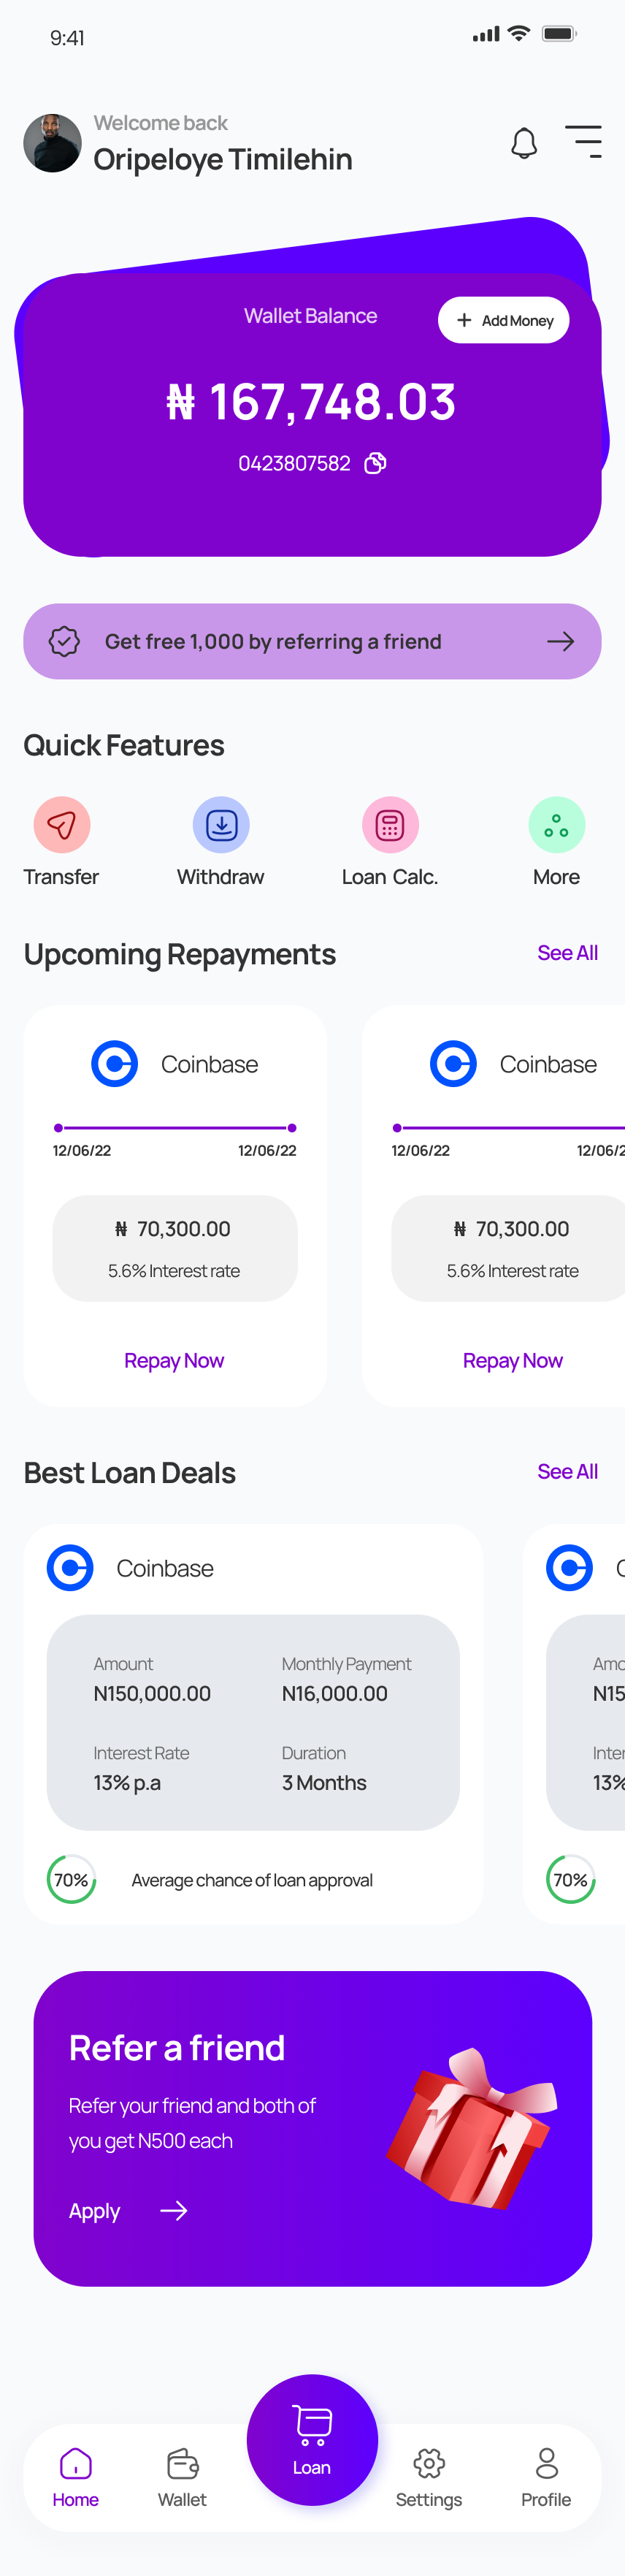 9:41
Welcome back
Oripeloye Timilehin
Wallet Balance
+ Add Money
₦ 167,748.03
0423807582
Get free 1,000 by referring a friend
Quick Features
Transfer Withdraw Loan Calc. More
Upcoming Repayments See All
Coinbase Coinbase
12/06/22 12/06/22 12/06/22 12/06/2
₦ 70,300.00 ₦ 70,300.00
5.6% Interest rate 5.6% Interest rate
Repay Now Repay Now
Best Loan Deals See All
Coinbase
Amount Monthly Payment Amo
N150,000.00 N16,000.00 N15
Interest Rate Duration Inter
13% p.a 3 Months 13%
70% Average chance of loan approval 70%
Refer a friend
Refer your friend and both of
you get N500 each
Apply
Loan
Home Wallet Settings Profile